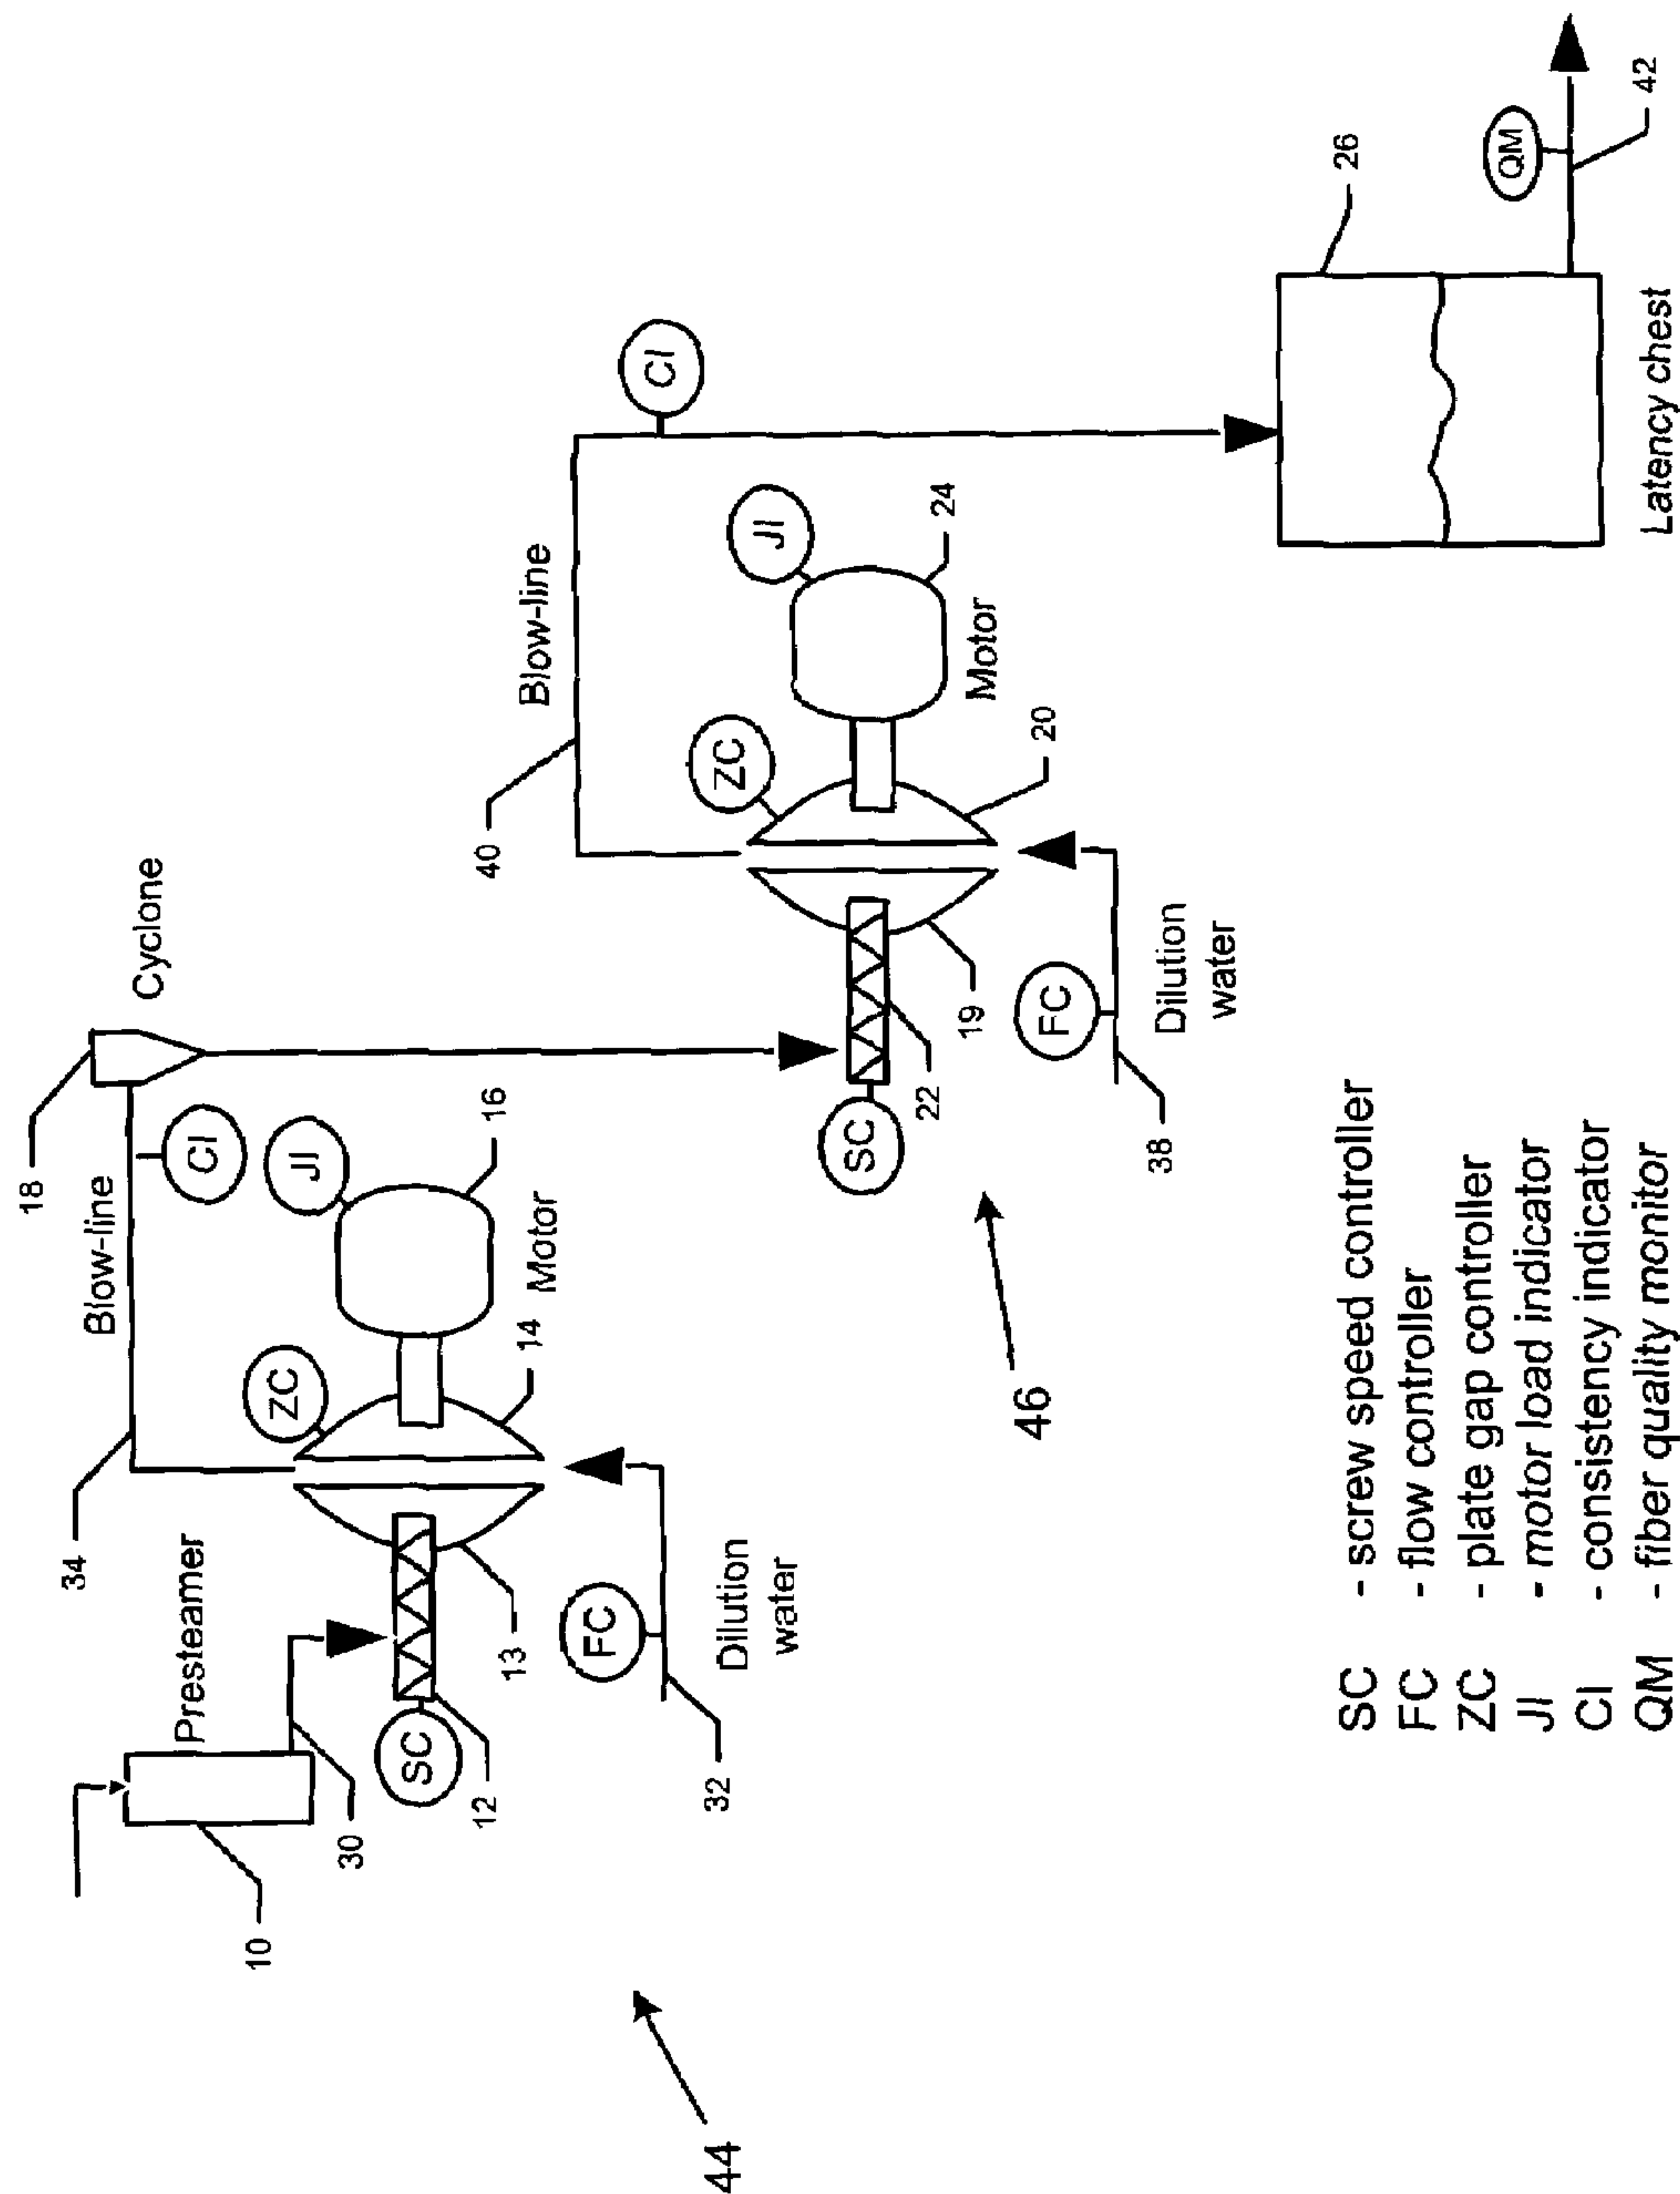 18
Cyclone
34
Blow-line
CI
Presteamer
JI
16
ZC
10
30
SC
12
13
14
Motor
FC
32
Dilution
water
44
40
Blow-line
CI
JI
24
ZC
Motor
20
SC
22
19
FC
38
Dilution
water
46
26
QM
42
Latency chest
SC - screw speed controller
FC - flow controller
ZC - plate gap controller
JI - motor load indicator
CI - consistency indicator
QM - fiber quality monitor